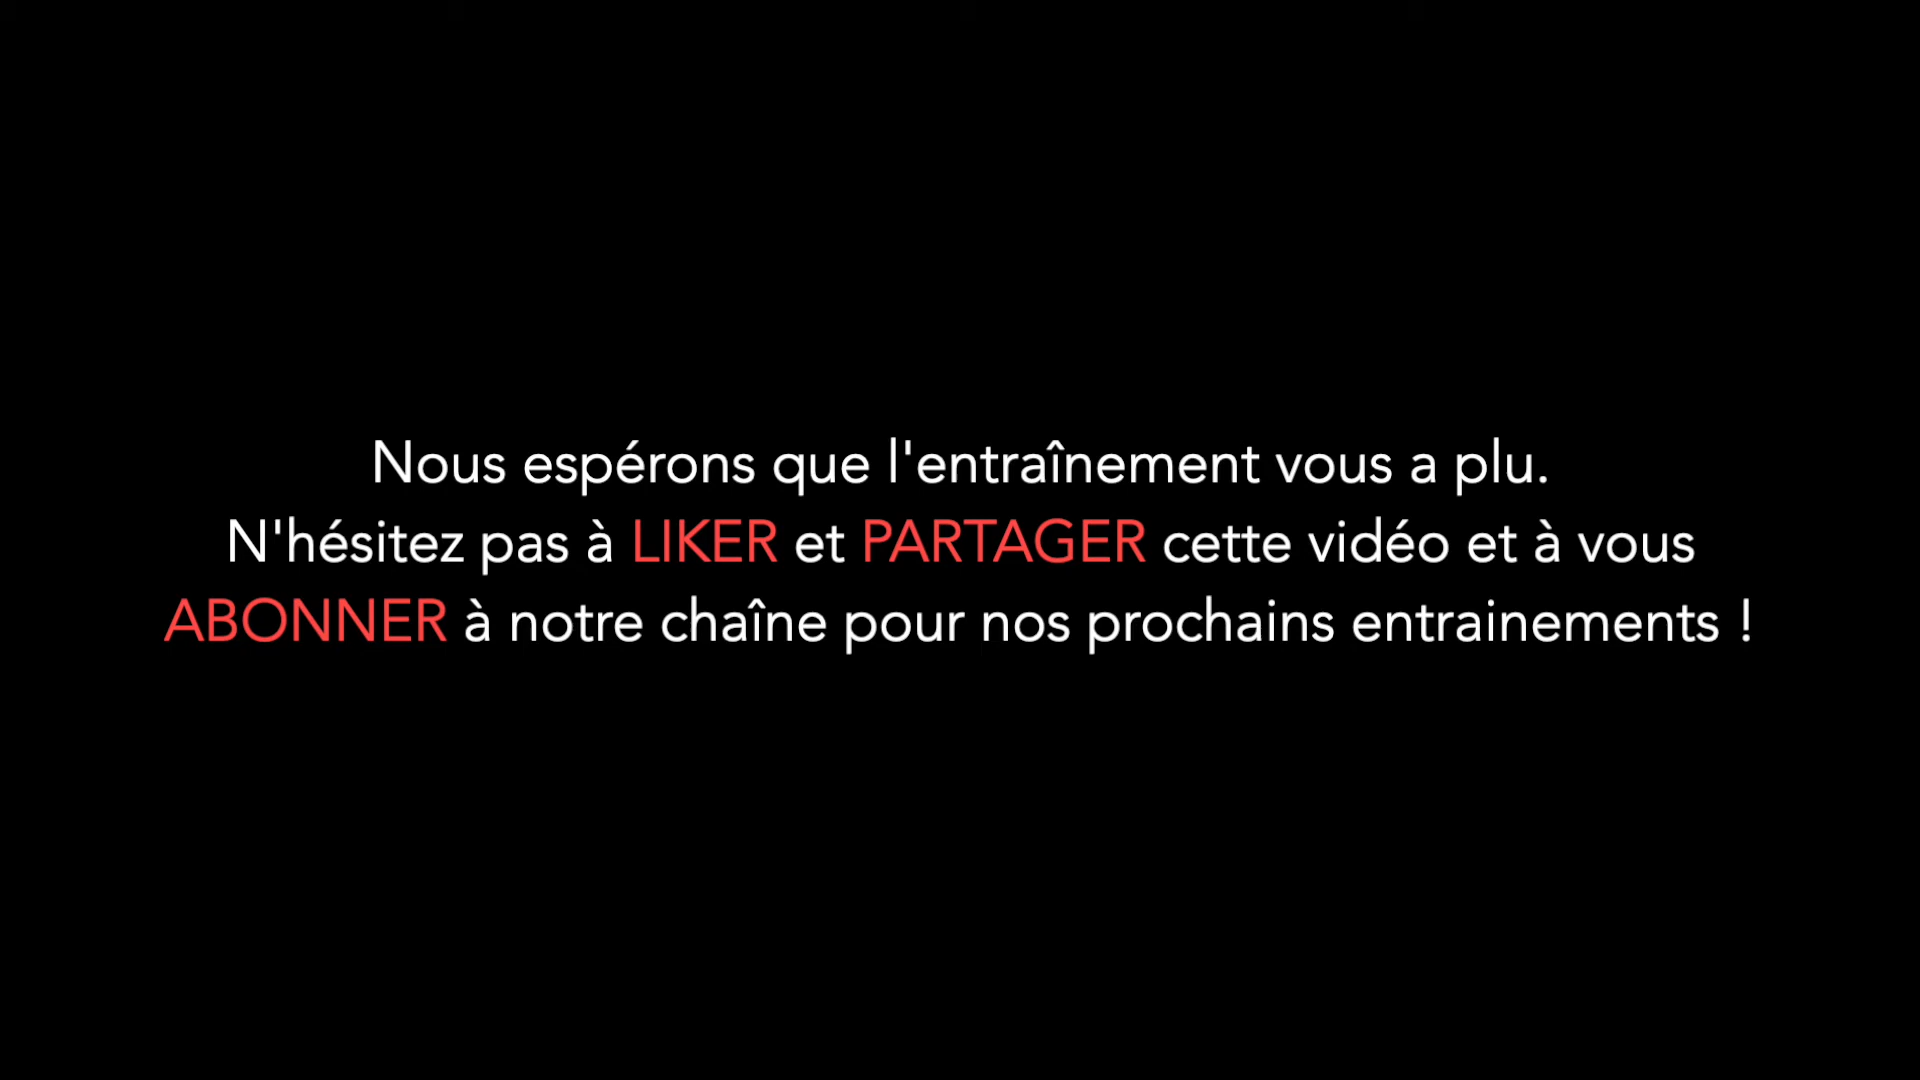 Nous espérons que l'entraînement vous a plu.
N'hésitez pas à LIKER et PARTAGER cette vidéo et à vous
ABONNER à notre chaîne pour nos prochains entrainements !